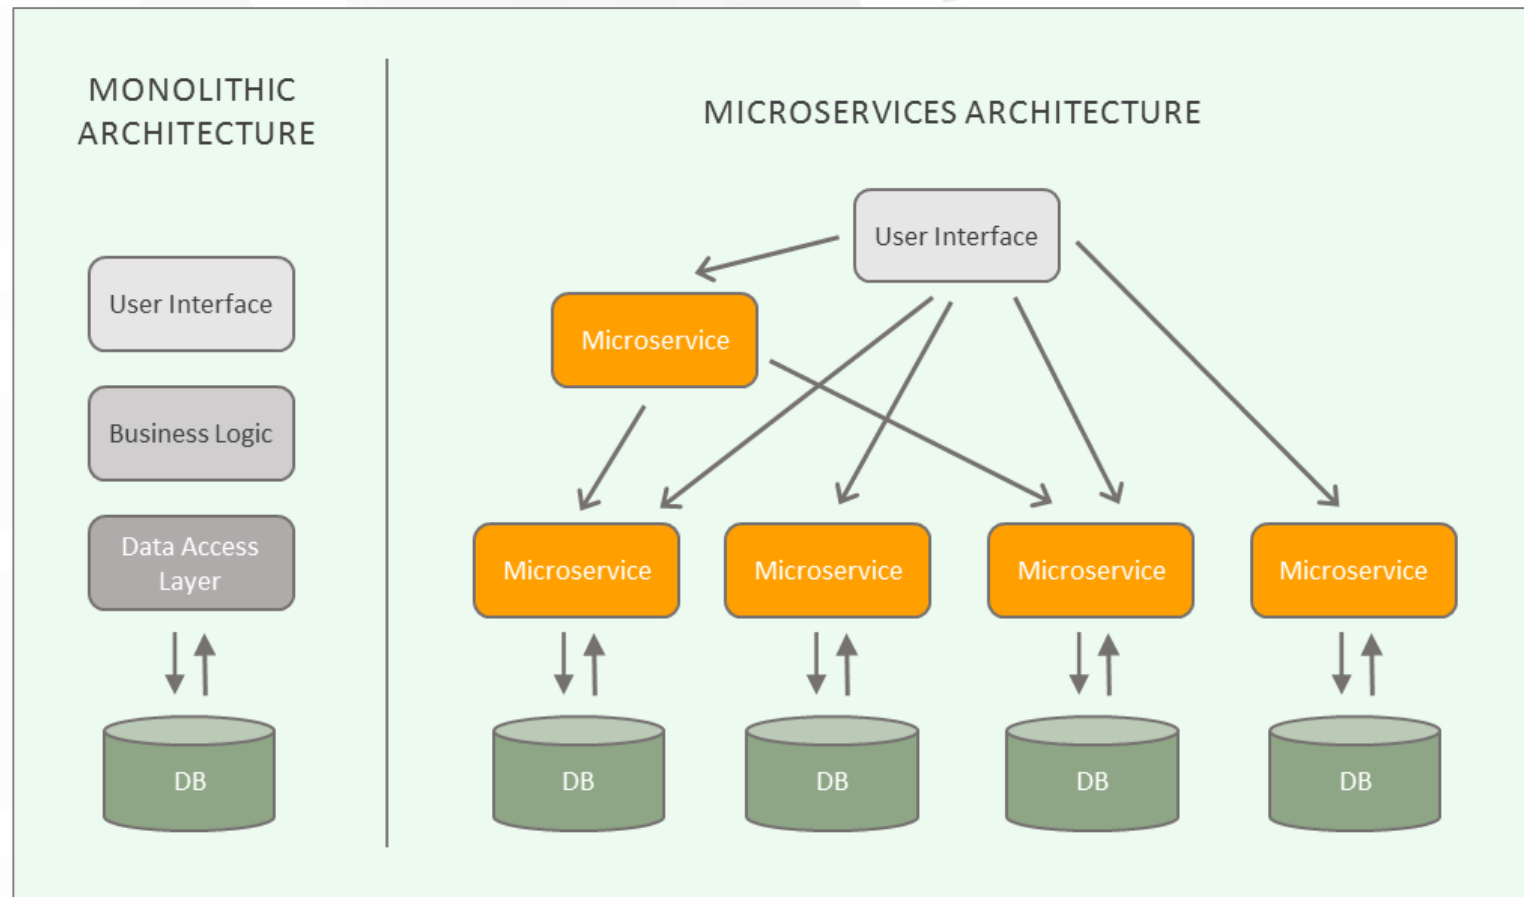 MONOLITHIC
ARCHITECTURE
User Interface
Business Logic
Data Access
Layer
DB
MICROSERVICES ARCHITECTURE
User Interface
Microservice
Microservice
Microservice
Microservice
Microservice
DB
DB
DB
DB